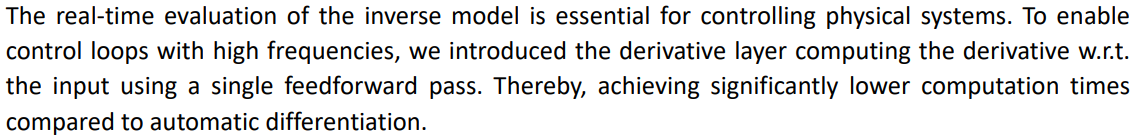 The real-time evaluation of the inverse model is essential for controlling physical systems. To enable
control loops with high frequencies, we introduced the derivative layer computing the derivative w.r.t.
the input using a single feedforward pass. Thereby, achieving significantly lower computation times
compared to automatic differentiation.